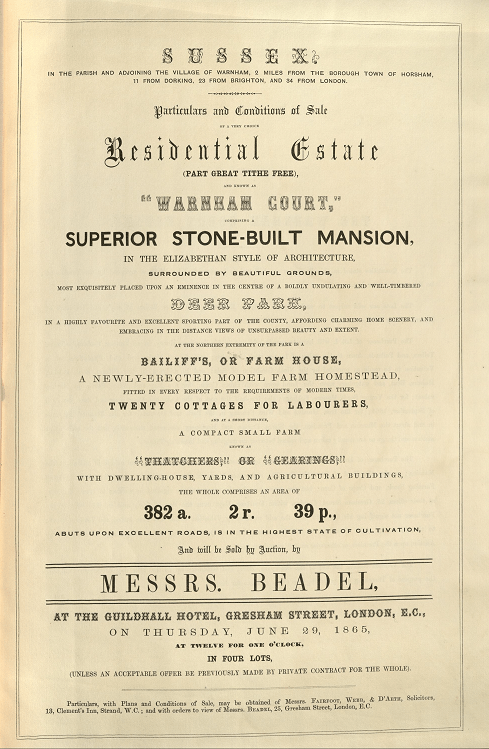 SUSSEX.
IN THE PARISH AND ADJOINING THE VILLAGE OF WARNHAM, 2 MILES FROM THE BOROUGH TOWN OF HORSHAM,
11 FROM DORKING, 23 FROM BRIGHTON, AND 34 FROM LONDON.
Particulars and Conditions of Sale
OF A VERY CHOICE
Residential Estate
(PART GREAT TITHE FREE),
AND KNOWN AS
"WARNHAM COURT,"
COMPRISING A
SUPERIOR STONE-BUILT MANSION,
IN THE ELIZABETHAN STYLE OF ARCHITECTURE,
SURROUNDED BY BEAUTIFUL GROUNDS,
MOST EXQUISITELY PLACED UPON AN EMINENCE IN THE CENTRE OF A BOLDLY UNDULATING AND WELL-TIMBERED
DEER PARK,
IN A HIGHLY FAVOURITE AND EXCELLENT SPORTING PART OF THE COUNTY, AFFORDING CHARMING HOME SCENERY, AND
EMBRACING IN THE DISTANCE VIEWS OF UNSURPASSED BEAUTY AND EXTENT.
AT THE NORTHERN EXTREMITY OF THE PARK IS A
BAILIFF'S, OR FARM HOUSE,
A NEWLY-ERECTED MODEL FARM HOMESTEAD,
FITTED IN EVERY RESPECT TO THE REQUIREMENTS OF MODERN TIMES,
TWENTY COTTAGES FOR LABOURERS,
AND AT A SHORT DISTANCE,
A COMPACT SMALL FARM
KNOWN AS
"THATCHERS," OR "GEARINGS,"
WITH DWELLING-HOUSE, YARDS, AND AGRICULTURAL BUILDINGS,
THE WHOLE COMPRISES AN AREA OF
382 a. 2 r. 39 p.,
ABUTS UPON EXCELLENT ROADS, IS IN THE HIGHEST STATE OF CULTIVATION,
And will be Sold by Auction, by
MESSRS. BEADEL,
AT THE GUILDHALL HOTEL, GRESHAM STREET, LONDON, E.C.,
ON THURSDAY, JUNE 29, 1865,
AT TWELVE FOR ONE O'CLOCK,
IN FOUR LOTS,
(UNLESS AN ACCEPTABLE OFFER BE PREVIOUSLY MADE BY PRIVATE CONTRACT FOR THE WHOLE).
Particulars, with Plans and Conditions of Sale, may be obtained of Messrs. FAIRFOOT, WEBB, & D'ARTH, Solicitors,
13, Clement's Inn, Strand, W.C.; and with orders to view of Messrs. BEADEL, 25, Gresham Street, London, E.C.